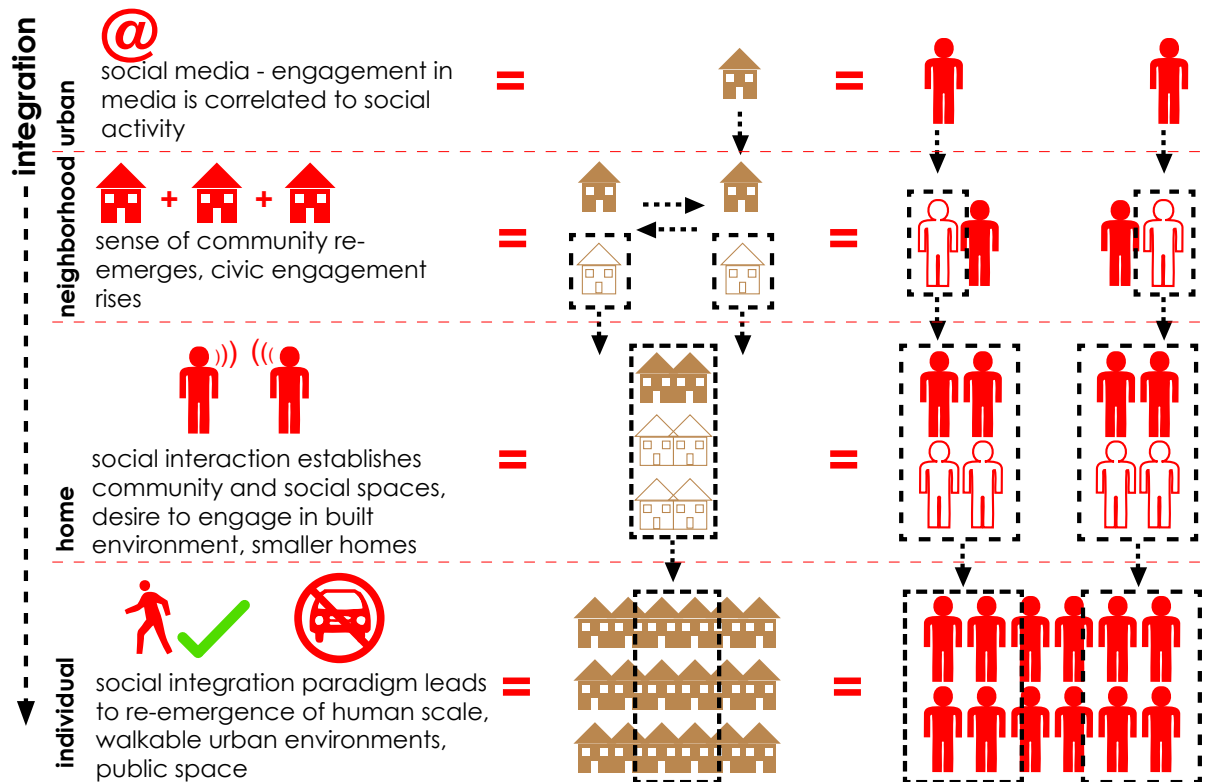 integration
urban
@
social media - engagement in
media is correlated to social
activity
=
=
neighborhood
+
+
sense of community re-
emerges, civic engagement
rises
=
=
home
social interaction establishes
community and social spaces,
desire to engage in built
environment, smaller homes
=
=
individual
social integration paradigm leads
to re-emergence of human scale,
walkable urban environments,
public space
=
=